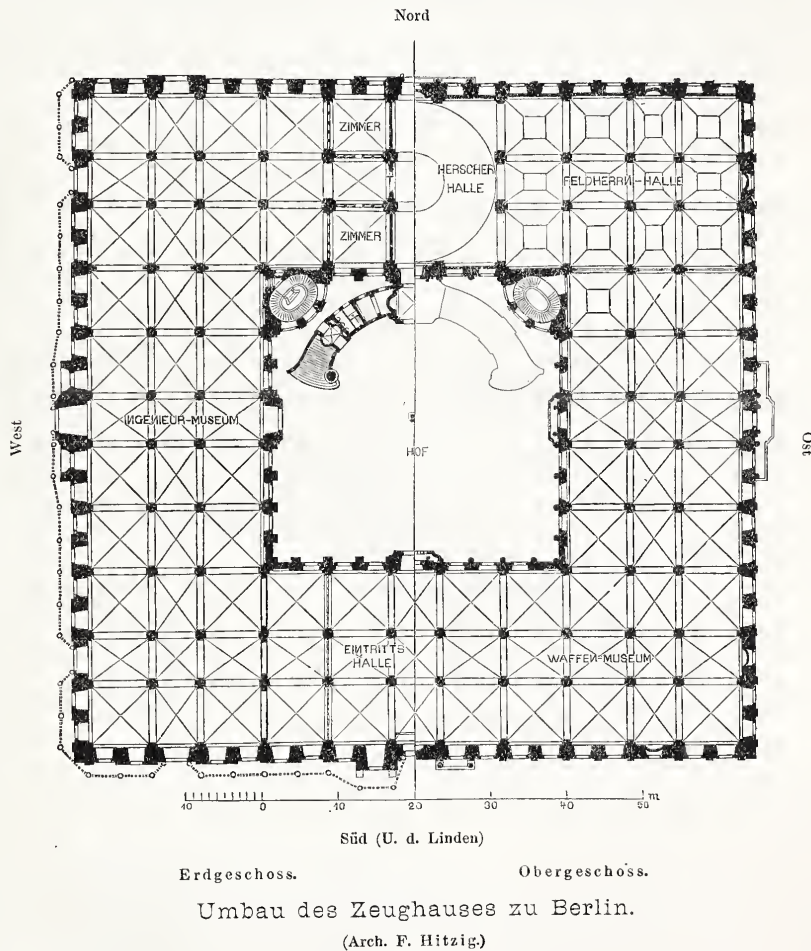 Nord
ZIMMER
HERSCHER
HALLE
FELDHERRN-HALLE
ZIMMER
West
INGENIEUR-MUSEUM
HOF
Ost
EINTRITTS
HALLE
WAFFEN-MUSEUM
10 0 10 20 30 40 50 m
Süd (U. d. Linden)
Erdgeschoss. Obergeschoss.
Umbau des Zeughauses zu Berlin.
(Arch. F. Hitzig.)